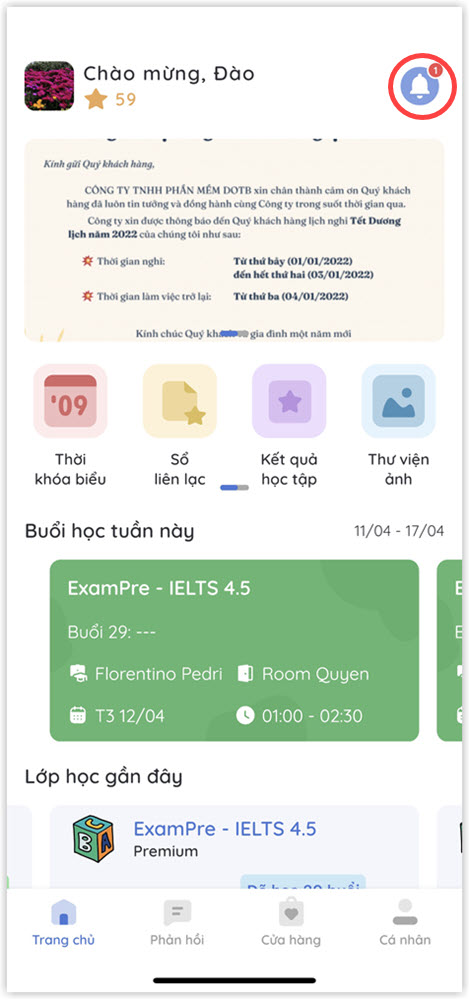 Chào mừng, Đào
59
1
Kính gửi Quý khách hàng,
CÔNG TY TNHH PHẦN MỀM DOTB xin chân thành cảm ơn Quý khách
hàng đã luôn tin tưởng và đồng hành cùng Công ty trong suốt thời gian qua.
Công ty xin được thông báo đến Quý khách hàng lịch nghỉ Tết Dương
lịch năm 2022 của chúng tôi như sau:
Thời gian nghỉ: Từ thứ bảy (01/01/2022)
đến hết thứ hai (03/01/2022)
Thời gian làm việc trở lại: Từ thứ ba (04/01/2022)
Kính chúc Quý gia đình một năm mới
'09
Thời
khóa biểu
Sổ
liên lạc
Kết quả
học tập
Thư viện
ảnh
Buổi học tuần này 11/04 - 17/04
ExamPre - IELTS 4.5
Buổi 29: ---
Florentino Pedri Room Quyen
T3 12/04 01:00 - 02:30
Lớp học gần đây
ExamPre - IELTS 4.5
Premium
Đã học 29 buổi
Trang chủ Phản hồi Cửa hàng Cá nhân